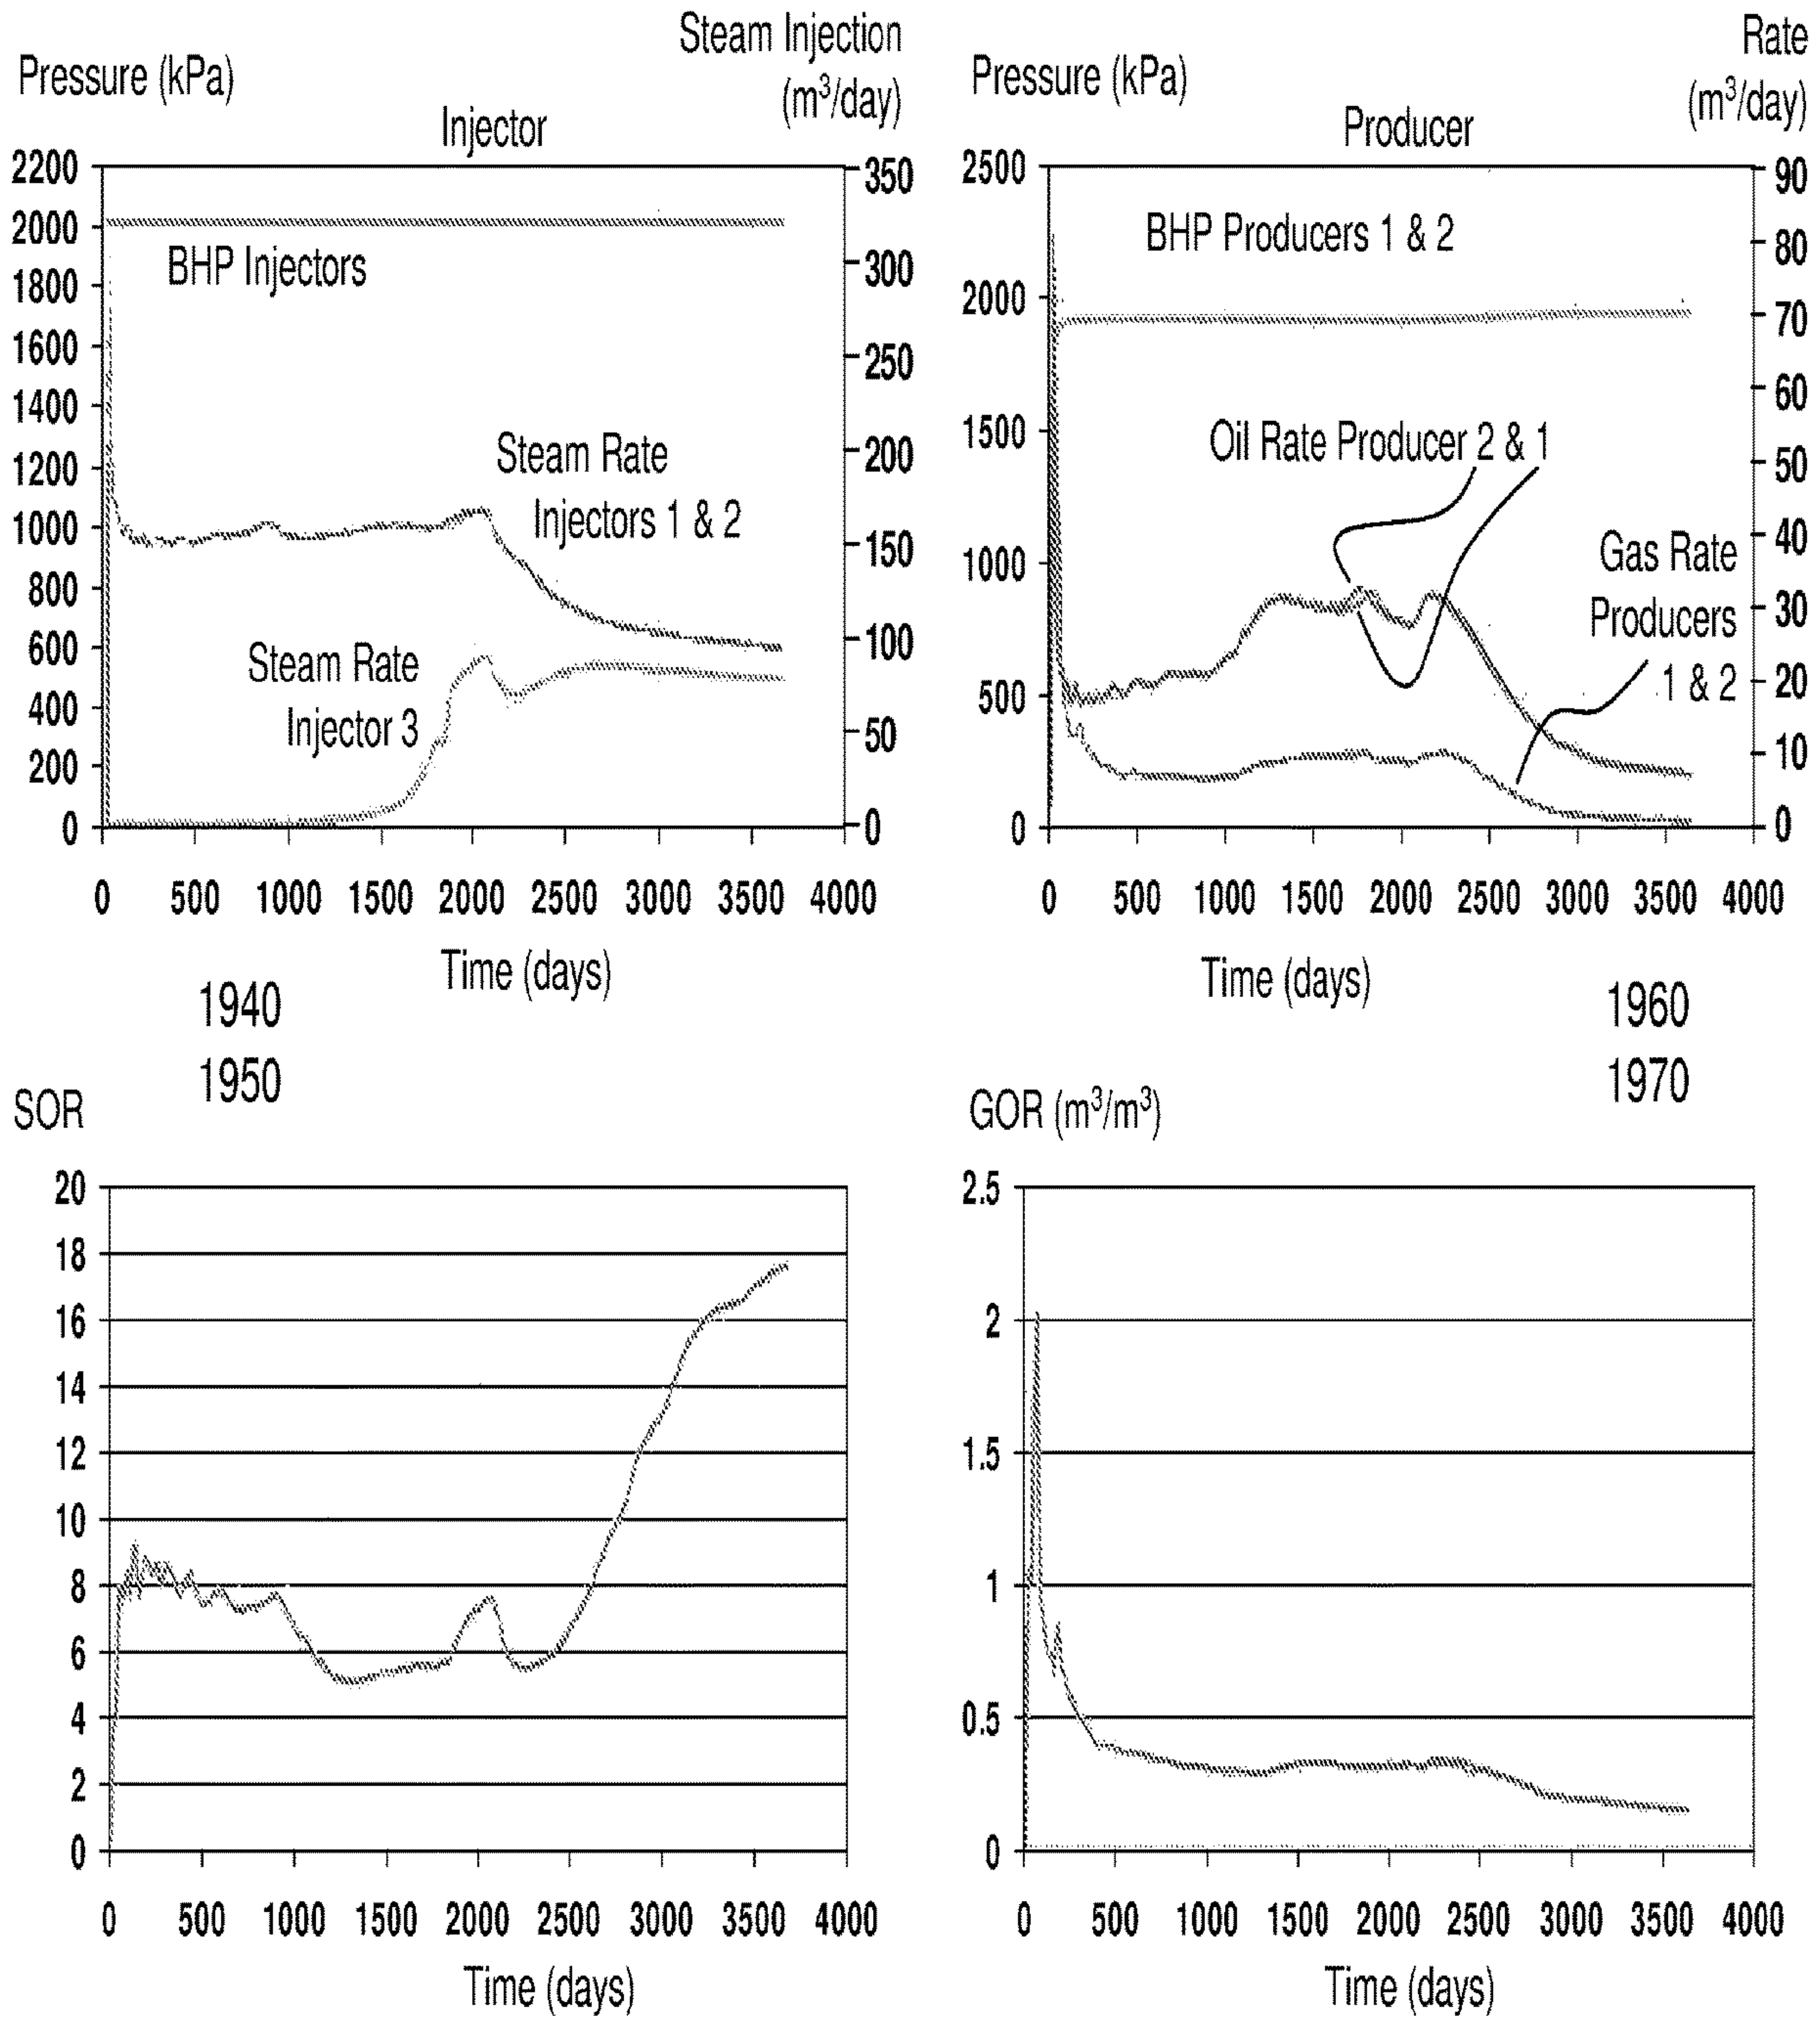 Pressure (kPa)
Steam Injection
(m³/day)
Injector
2200
2000
1800
1600
1400
1200
1000
800
600
400
200
0
350
300
250
200
150
100
50
0
BHP Injectors
Steam Rate
Injectors 1 & 2
Steam Rate
Injector 3
0 500 1000 1500 2000 2500 3000 3500 4000
Time (days)
1940
Pressure (kPa)
Rate
(m³/day)
Producer
2500
2000
1500
1000
500
0
90
80
70
60
50
40
30
20
10
0
BHP Producers 1 & 2
Oil Rate Producer 2 & 1
Gas Rate
Producers
1 & 2
0 500 1000 1500 2000 2500 3000 3500 4000
Time (days)
1960
1950
SOR
20
18
16
14
12
10
8
6
4
2
0
0 500 1000 1500 2000 2500 3000 3500 4000
Time (days)
1970
GOR (m³/m³)
2.5
2
1.5
1
0.5
0
0 500 1000 1500 2000 2500 3000 3500 4000
Time (days)